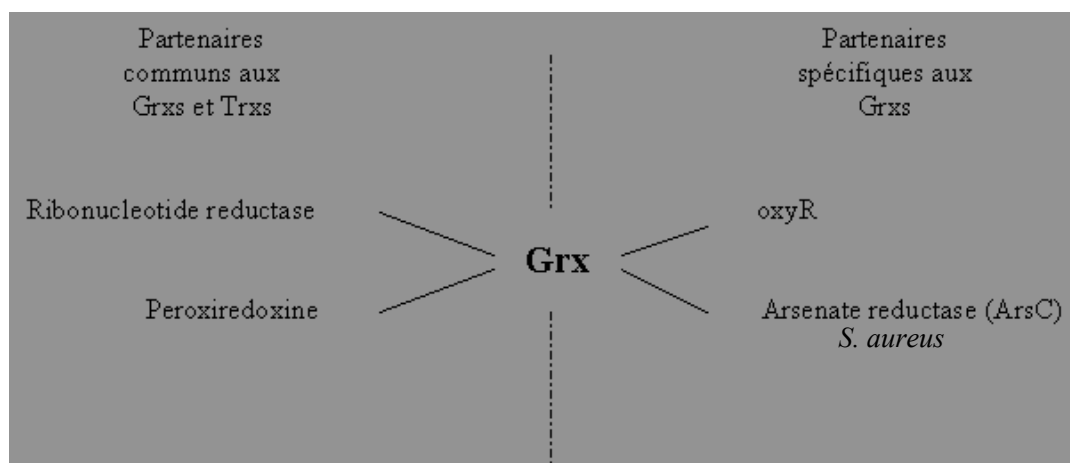 Partenaires
communs aux
Grxs et Trxs
Partenaires
spécifiques aux
Grxs
Ribonucleotide reductase
oxyR
Grx
Peroxiredoxine
Arsenate reductase (ArsC)
S. aureus